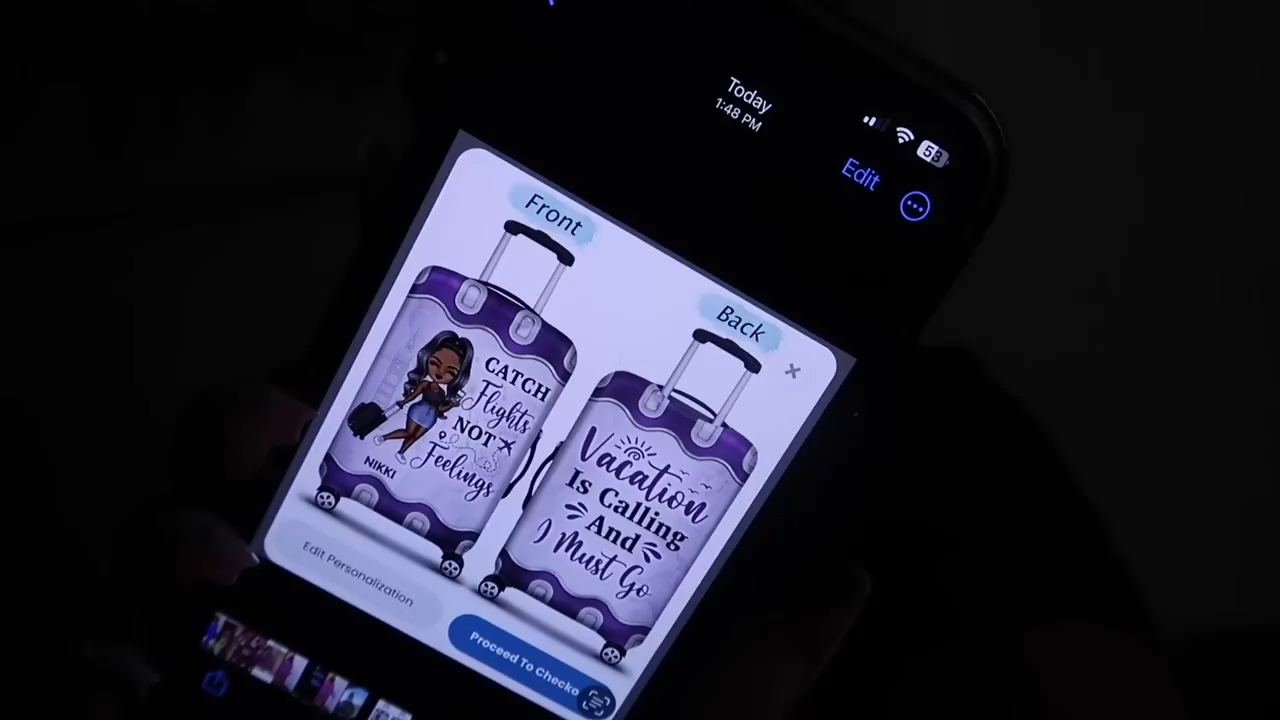 Today
1:48 PM
53
Edit
Front
Back
CATCH
Flights
NOT
Feelings
NIKKI
Vacation
Is Calling
And
I Must Go
Edit Personalization
Proceed To Checko